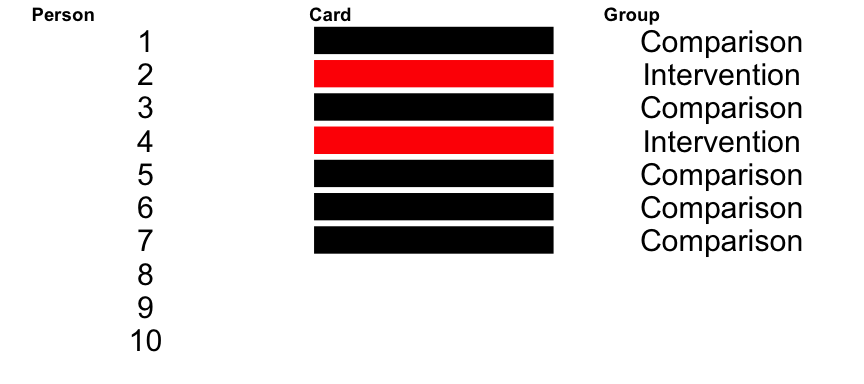 Person Card Group
1 Comparison
2 Intervention
3 Comparison
4 Intervention
5 Comparison
6 Comparison
7 Comparison
8
9
10